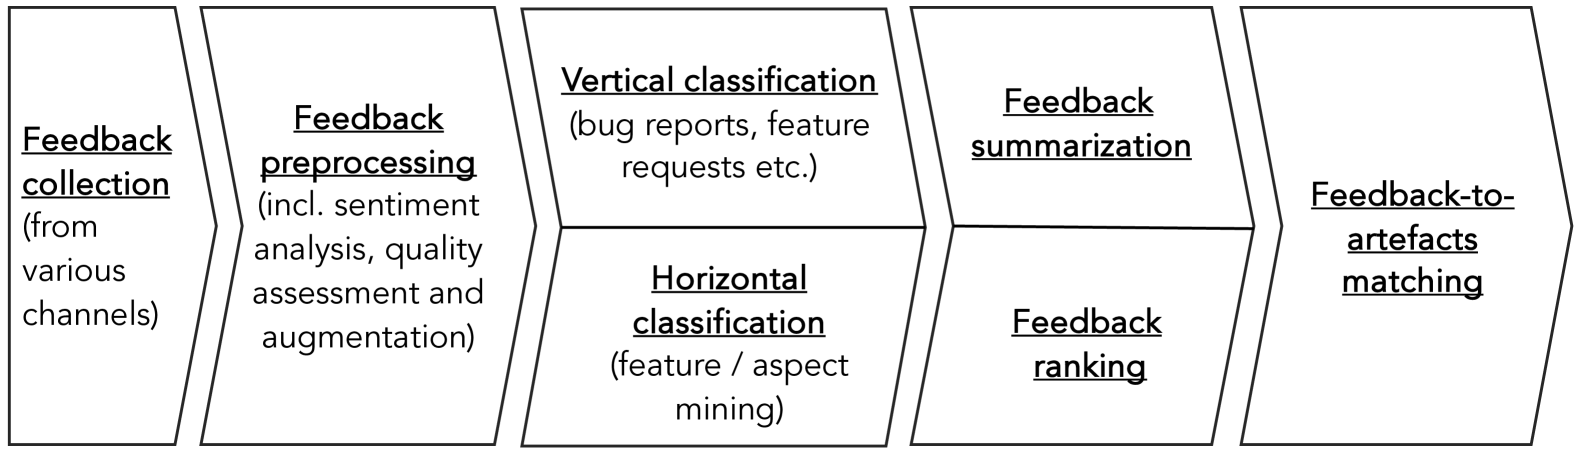 Feedback
collection
(from
various
channels)
Feedback
preprocessing
(incl. sentiment
analysis, quality
assessment and
augmentation)
Vertical classification
(bug reports, feature
requests etc.)
Horizontal
classification
(feature / aspect
mining)
Feedback
summarization
Feedback
ranking
Feedback-to-
artefacts
matching